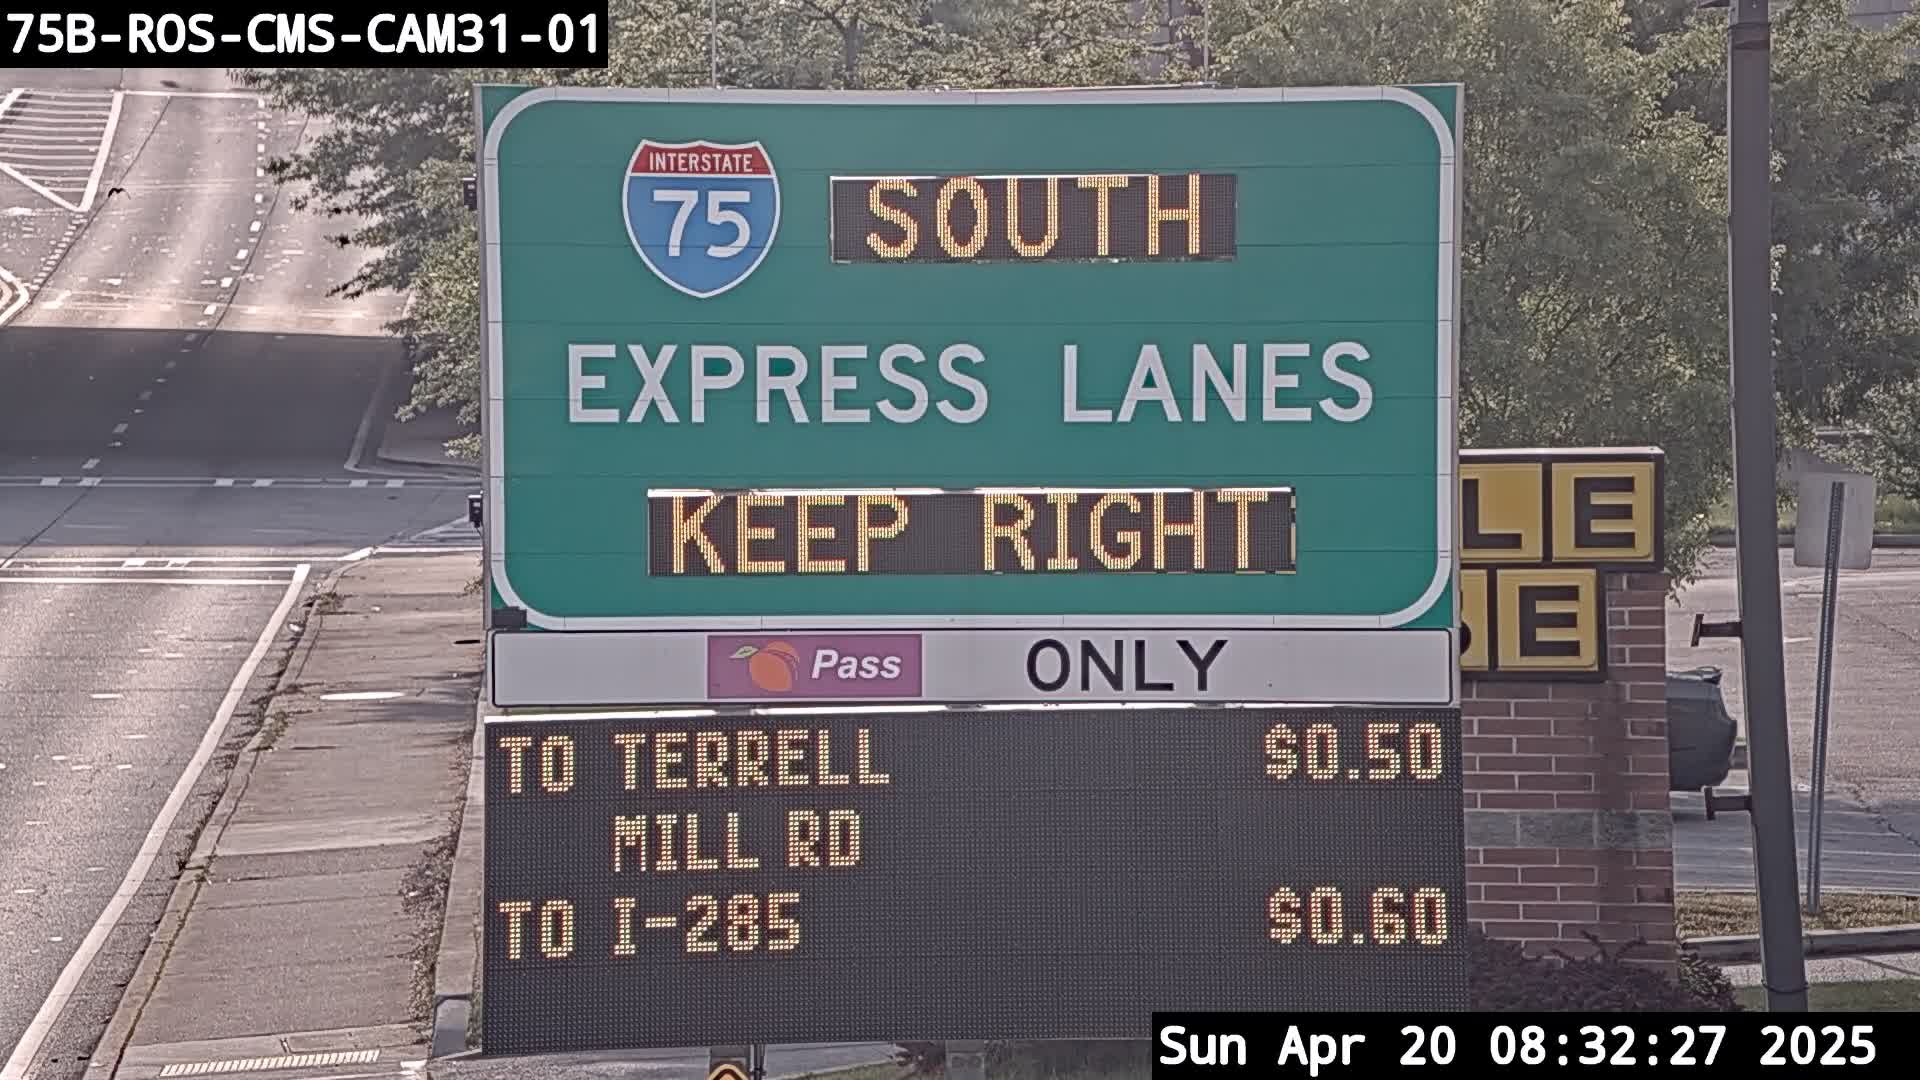 75B-ROS-CMS-CAM31-01
INTERSTATE
75
SOUTH
EXPRESS LANES
KEEP RIGHT
Pass ONLY
TO TERRELL $0.50
MILL RD
TO I-285 $0.60
LE
E
Sun Apr 20 08:32:27 2025